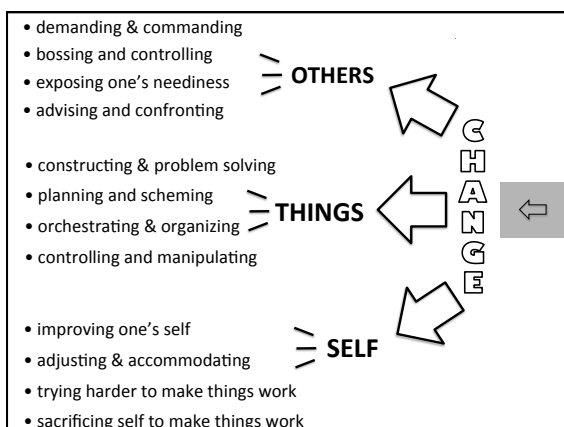 • demanding & commanding
• bossing and controlling
• exposing one's neediness
• advising and confronting
OTHERS
• constructing & problem solving
• planning and scheming
• orchestrating & organizing
• controlling and manipulating
THINGS
• improving one's self
• adjusting & accommodating
• trying harder to make things work
• sacrificing self to make things work
SELF
CHANGE